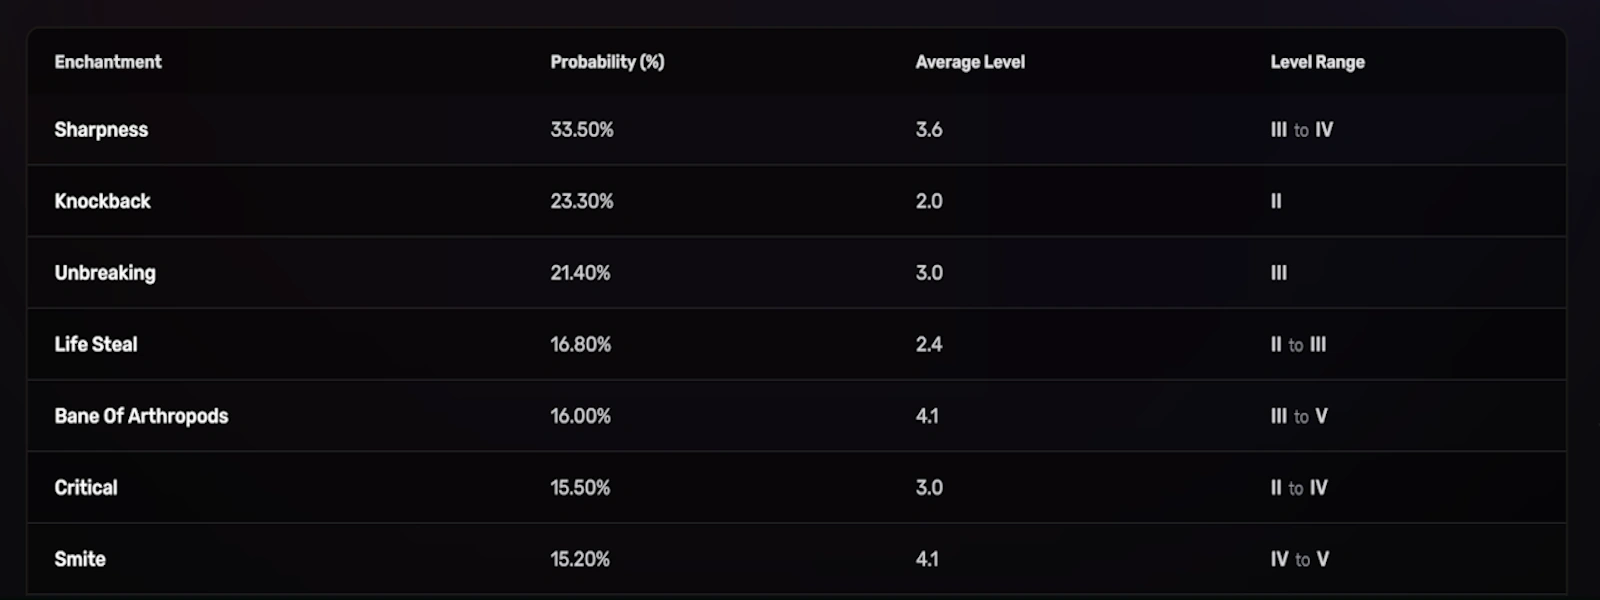 Enchantment Probability (%) Average Level Level Range
Sharpness 33.50% 3.6 III to IV
Knockback 23.30% 2.0 II
Unbreaking 21.40% 3.0 III
Life Steal 16.80% 2.4 II to III
Bane Of Arthropods 16.00% 4.1 III to V
Critical 15.50% 3.0 II to IV
Smite 15.20% 4.1 IV to V